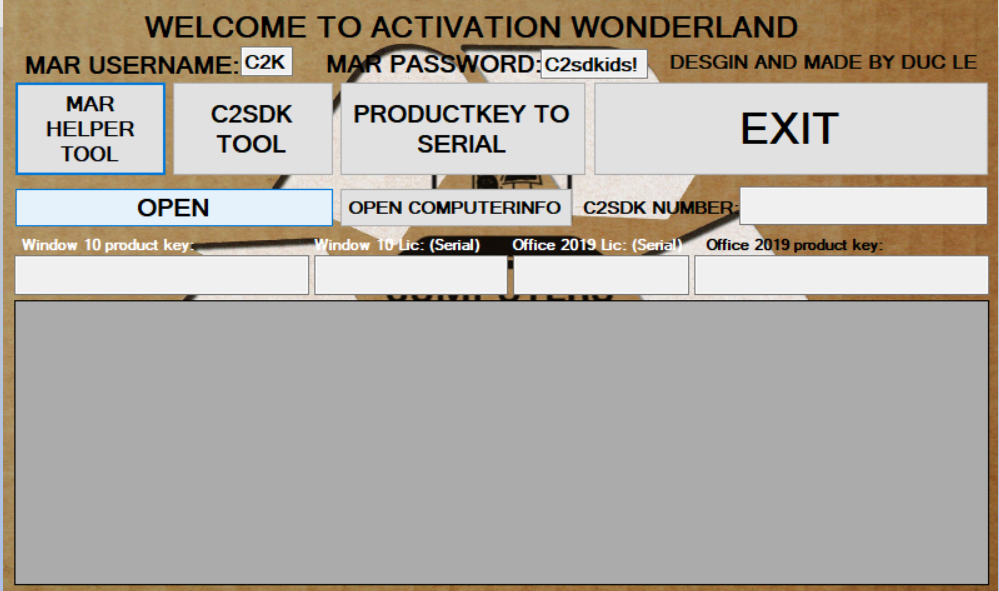 WELCOME TO ACTIVATION WONDERLAND
MAR USERNAME: C2K MAR PASSWORD: C2sdkids! DESGIN AND MADE BY DUC LE
MAR
HELPER
TOOL
C2SDK
TOOL
PRODUCTKEY TO
SERIAL
EXIT
OPEN
OPEN COMPUTERINFO
C2SDK NUMBER:
Window 10 product key:
Window 10 Lic: (Serial)
Office 2019 Lic: (Serial)
Office 2019 product key: